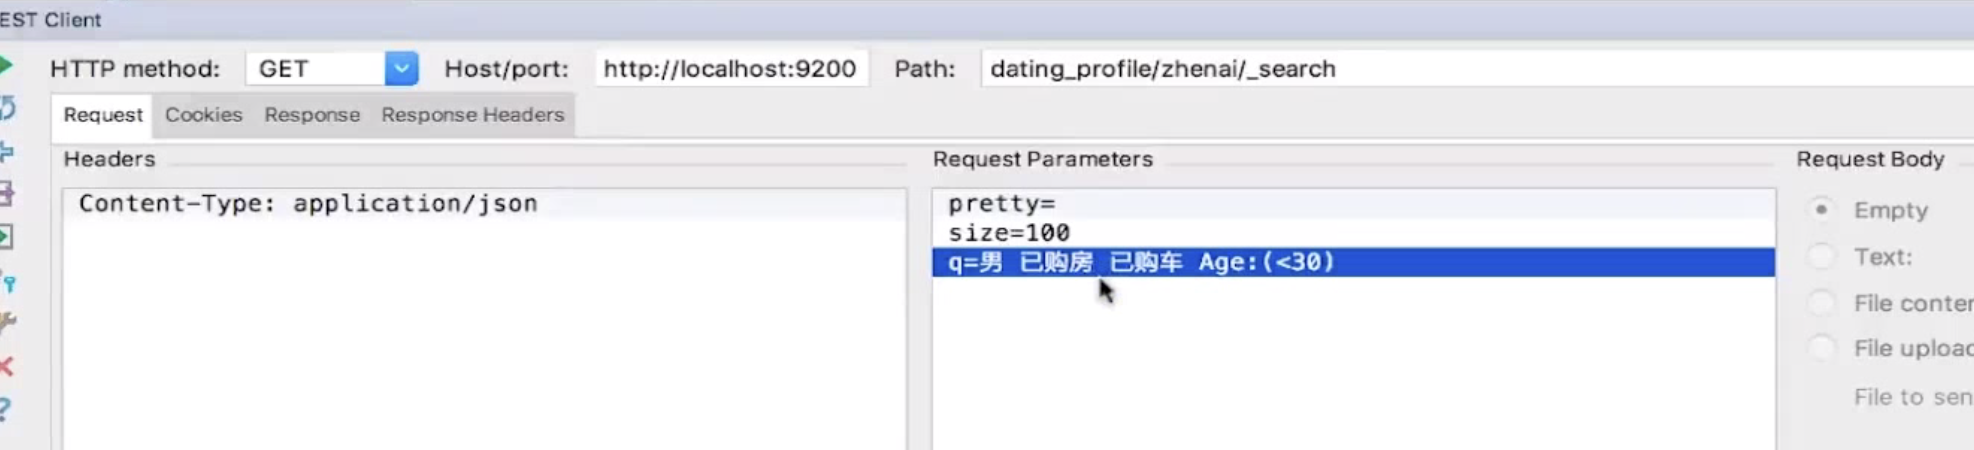 EST Client
HTTP method: GET Host/port: http://localhost:9200 Path: dating_profile/zhenai/_search
Request Cookies Response Response Headers
Headers Request Parameters Request Body
Content-Type: application/json
pretty=
size=100
q=男 已购房 已购车 Age:(<30)
Empty
Text:
File conter
File upload
File to sen